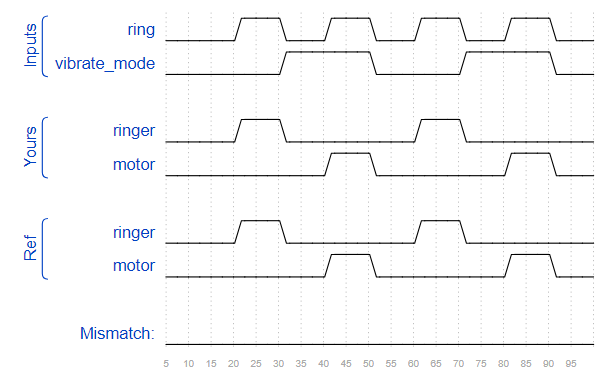 Inputs
ring
vibrate_mode
Yours
ringer
motor
Ref
ringer
motor
Mismatch:
5 10 15 20 25 30 35 40 45 50 55 60 65 70 75 80 85 90 95